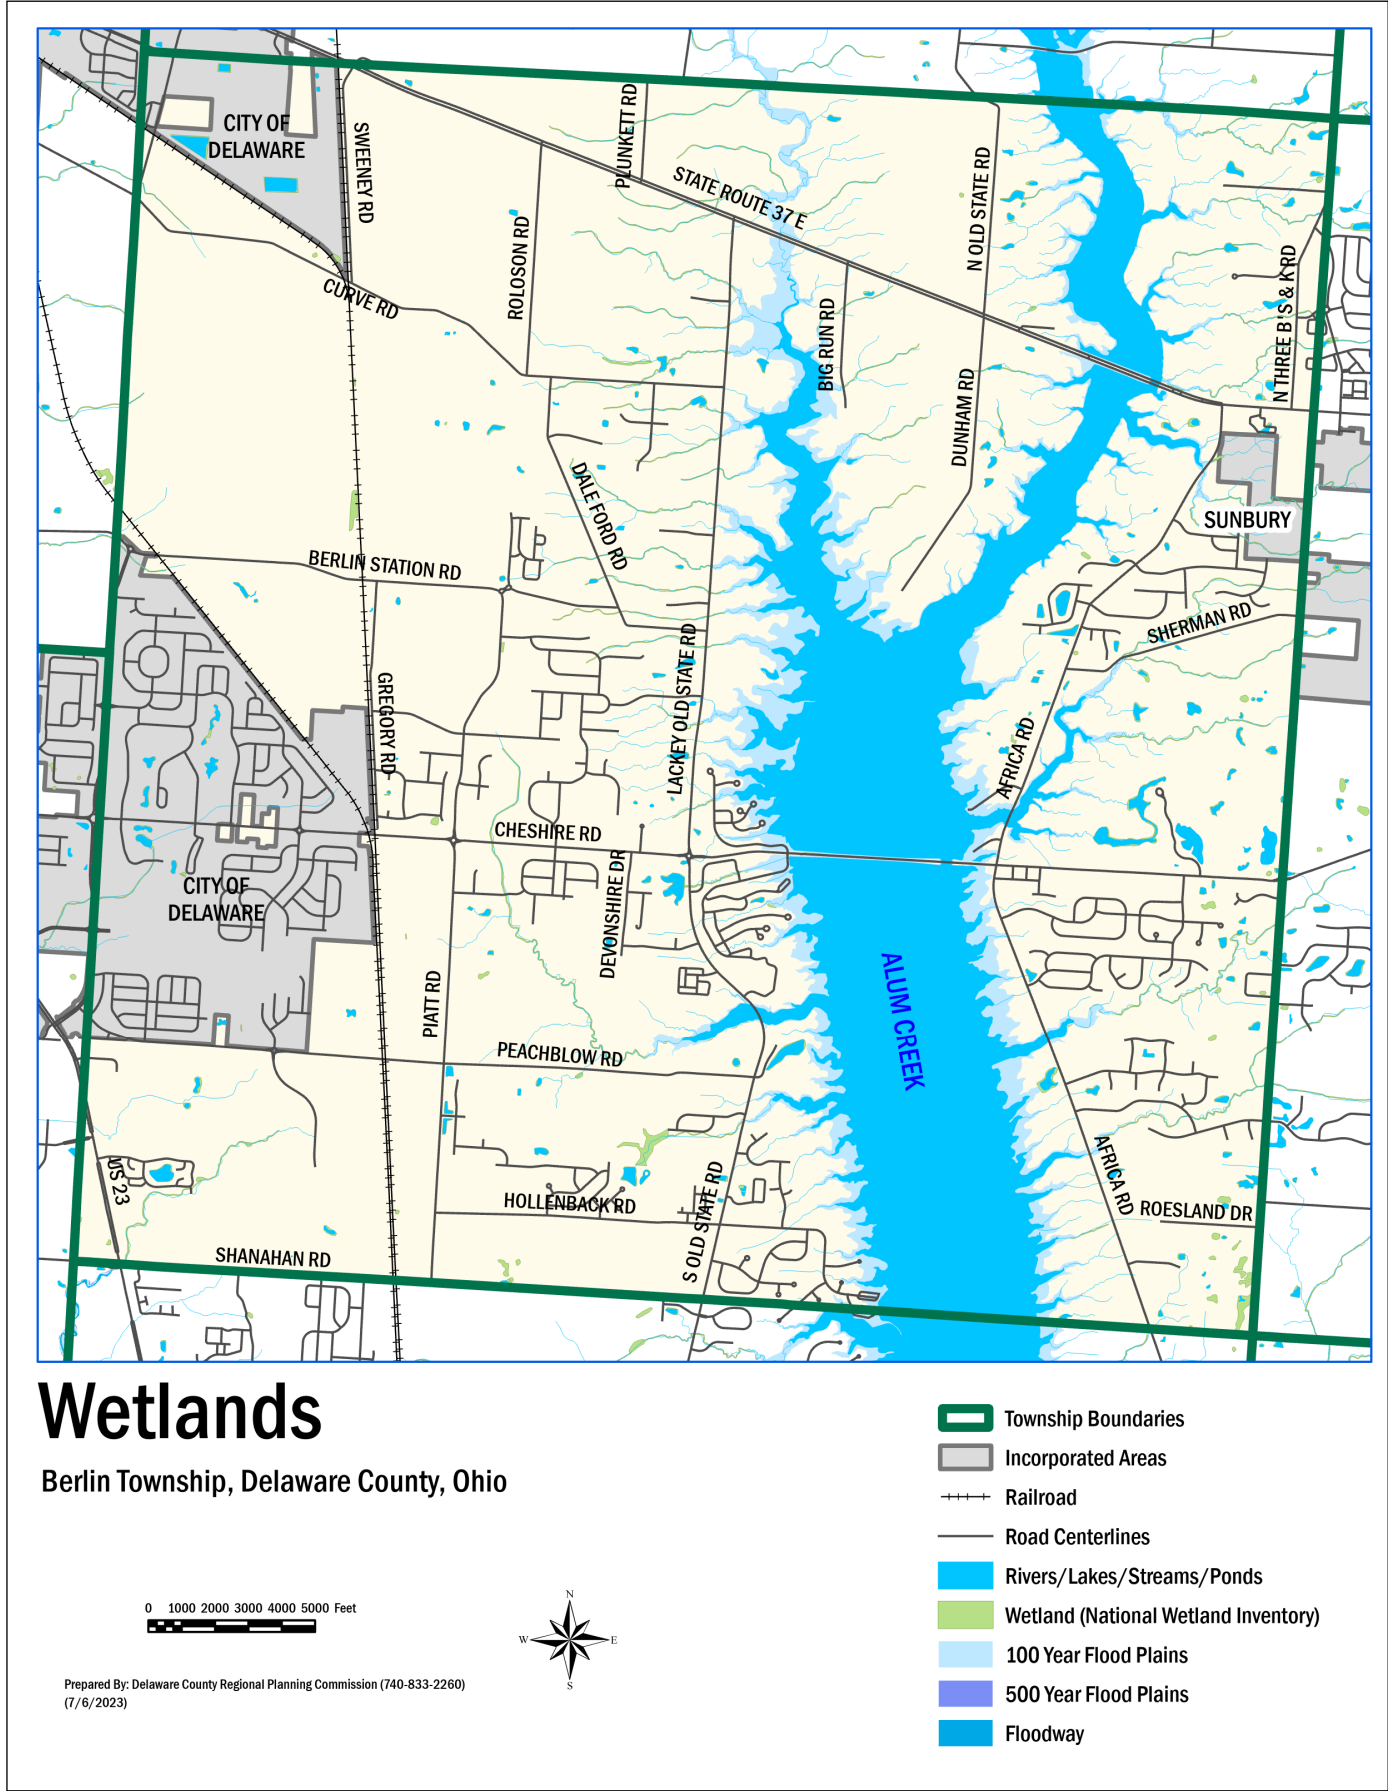 CITY OF
DELAWARE
SWEENEY RD
PLUNKETT RD
STATE ROUTE 37 E
N OLD STATE RD
ROLOSON RD
CURVE RD
BIG RUN RD
N THREE B'S & K RD
DUNHAM RD
DALE FORD RD
SUNBURY
BERLIN STATION RD
SHERMAN RD
GREGORY RD
LACKEY OLD STATE RD
AFRICA RD
CHESHIRE RD
DEVONSHIRE DR
CITY OF
DELAWARE
PIATT RD
ALUM CREEK
PEACHBLOW RD
US 23
AFRICA RD
HOLLENBACK RD
S OLD STATE RD
ROESLAND DR
SHANAHAN RD
Wetlands
Berlin Township, Delaware County, Ohio
0 1000 2000 3000 4000 5000 Feet
N
W E
S
Prepared By: Delaware County Regional Planning Commission (740-833-2260)
(7/6/2023)
Township Boundaries
Incorporated Areas
Railroad
Road Centerlines
Rivers/Lakes/Streams/Ponds
Wetland (National Wetland Inventory)
100 Year Flood Plains
500 Year Flood Plains
Floodway